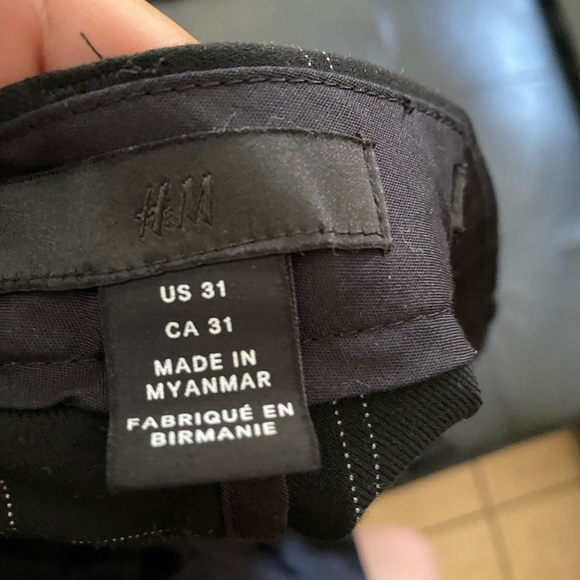 H&M
US 31
CA 31
MADE IN
MYANMAR
FABRIQUÉ EN
BIRMANIE